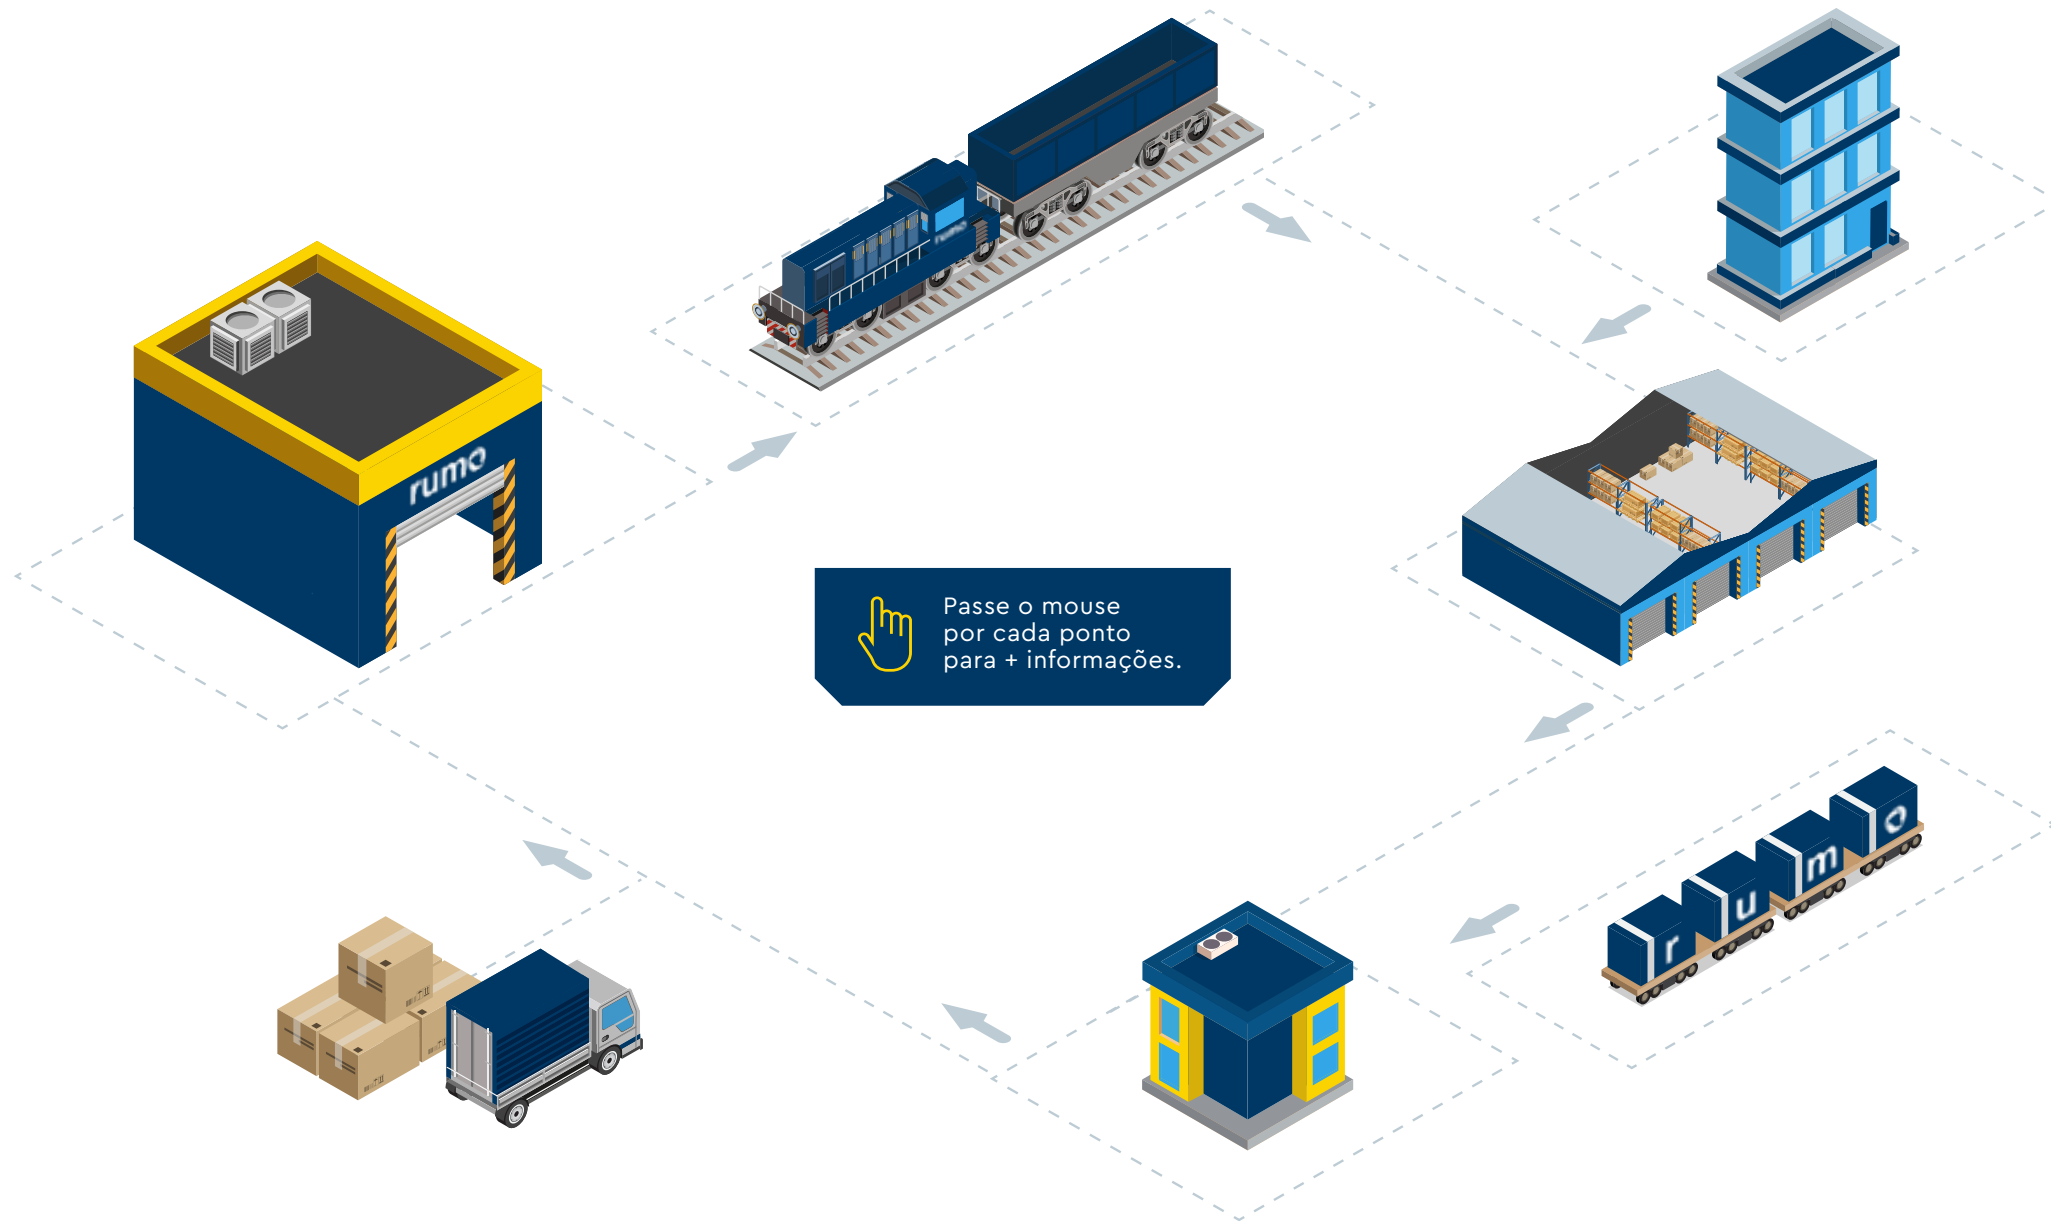 rumo
rumo
Passe o mouse
por cada ponto
para + informações.
r u m o